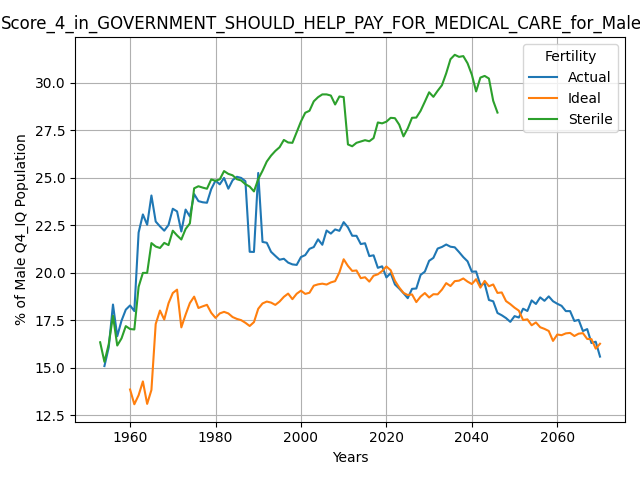 Score_4_in_GOVERNMENT_SHOULD_HELP_PAY_FOR_MEDICAL_CARE_for_Male
Fertility
Actual
Ideal
Sterile
% of Male Q4_IQ Population
30.0
27.5
25.0
22.5
20.0
17.5
15.0
12.5
1960 1980 2000 2020 2040 2060
Years